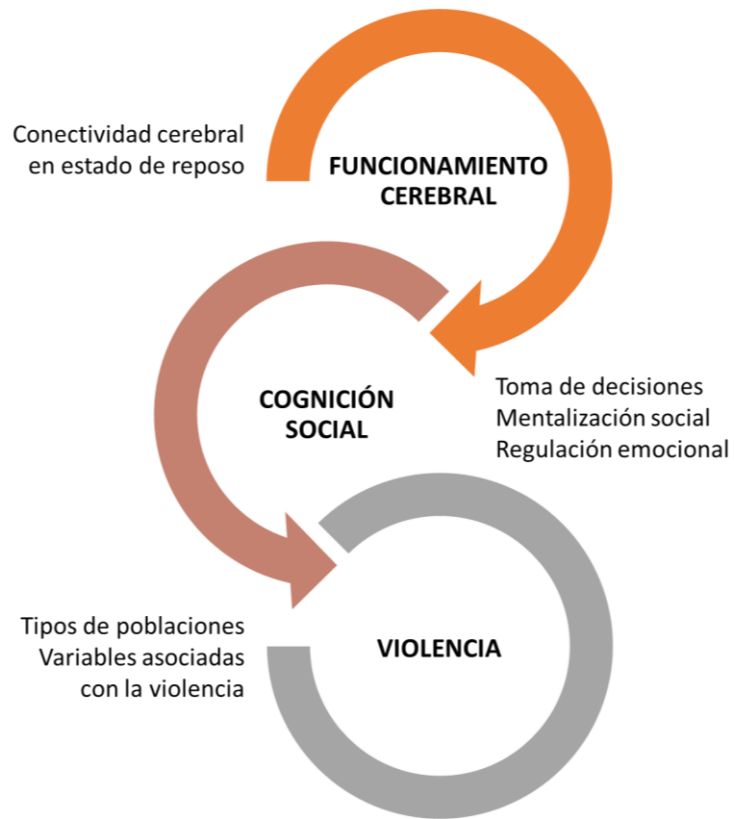 Conectividad cerebral
en estado de reposo
FUNCIONAMIENTO
CEREBRAL
COGNICIÓN
SOCIAL
Toma de decisiones
Mentalización social
Regulación emocional
Tipos de poblaciones
Variables asociadas
con la violencia
VIOLENCIA